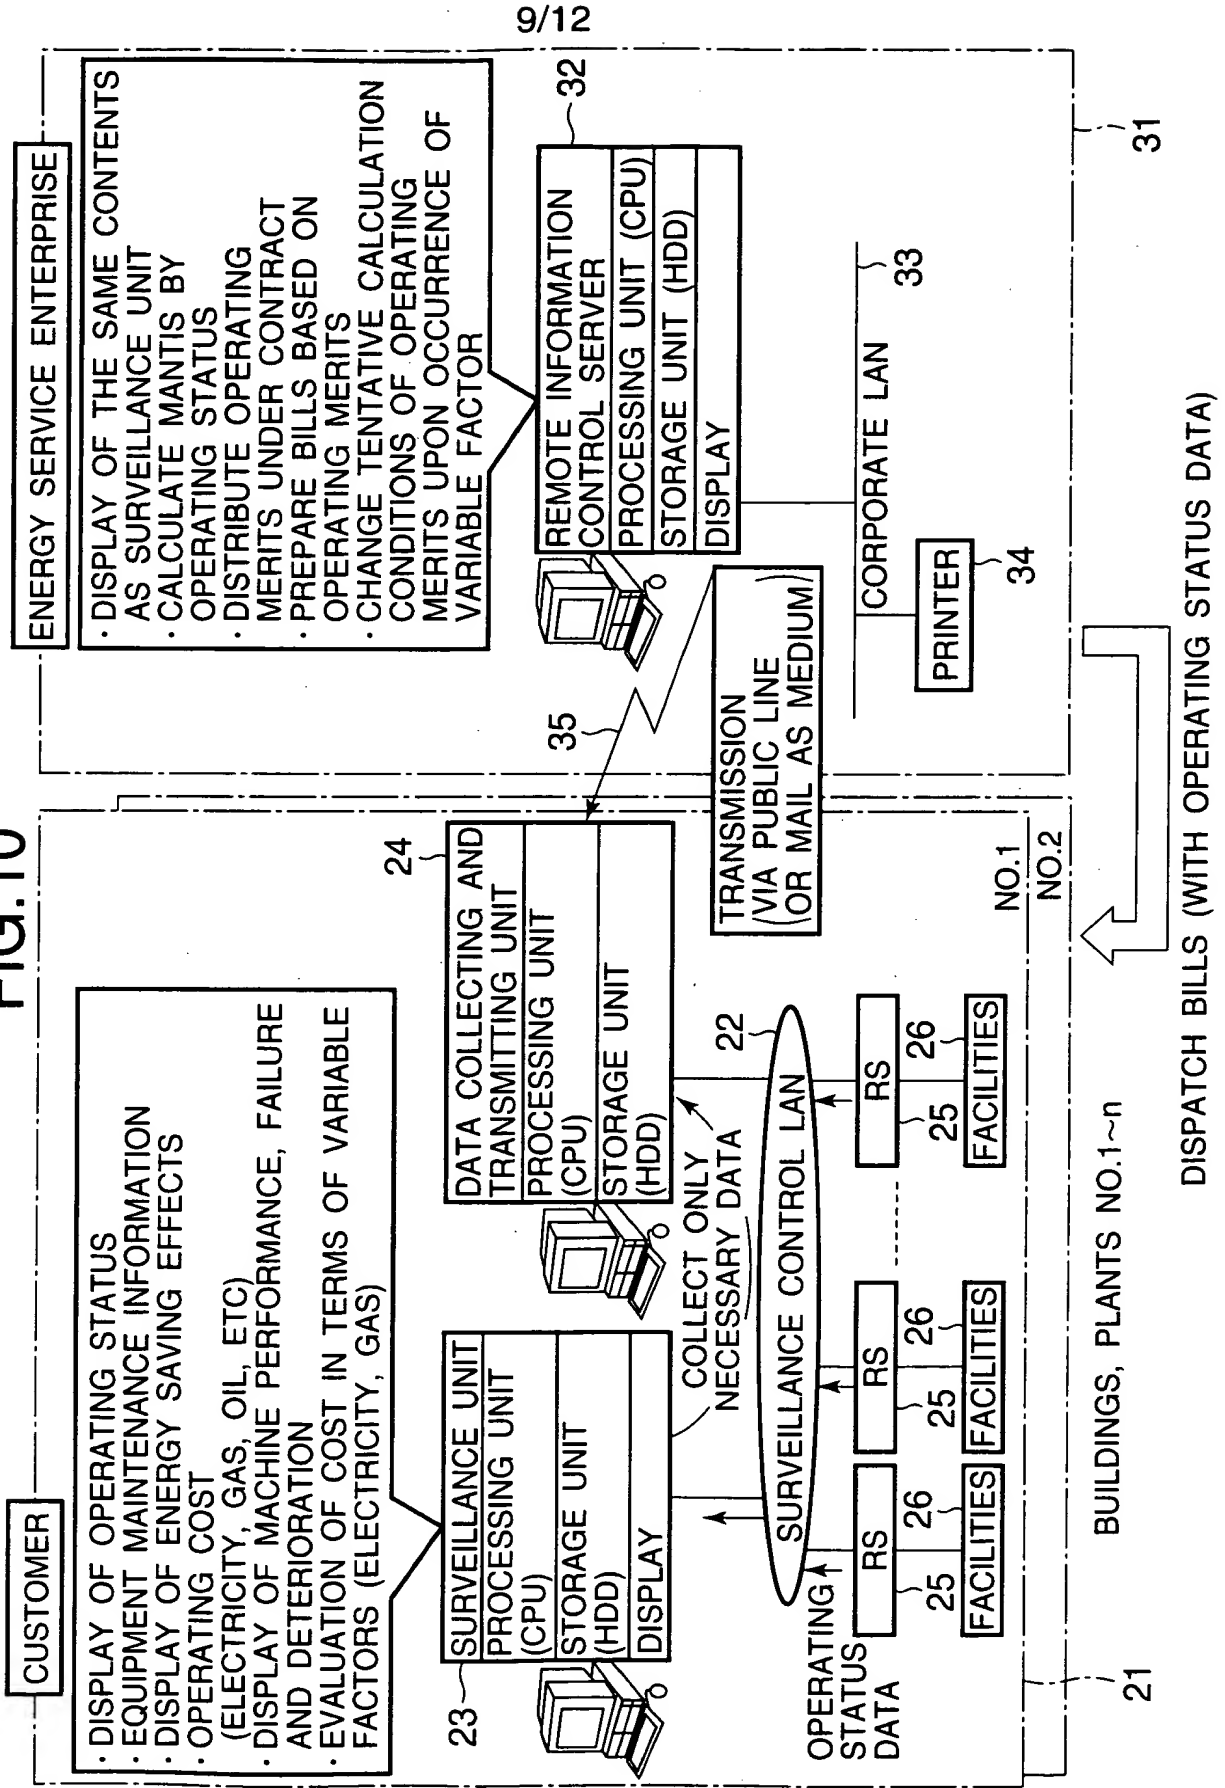 9/12
FIG.10
CUSTOMER
· DISPLAY OF OPERATING STATUS
· EQUIPMENT MAINTENANCE INFORMATION
· DISPLAY OF ENERGY SAVING EFFECTS
· OPERATING COST
(ELECTRICITY, GAS, OIL, ETC)
· DISPLAY OF MACHINE PERFORMANCE, FAILURE
AND DETERIORATION
· EVALUATION OF COST IN TERMS OF VARIABLE
FACTORS (ELECTRICITY, GAS)
23
SURVEILLANCE UNIT
PROCESSING UNIT
(CPU)
STORAGE UNIT
(HDD)
DISPLAY
24
DATA COLLECTING AND
TRANSMITTING UNIT
PROCESSING UNIT
(CPU)
STORAGE UNIT
(HDD)
COLLECT ONLY
NECESSARY DATA
22
SURVEILLANCE CONTROL LAN
OPERATING
STATUS
DATA
RS
RS
RS
25
26
25
26
25
26
FACILITIES
FACILITIES
FACILITIES
NO.1
NO.2
21
BUILDINGS, PLANTS NO.1~n
ENERGY SERVICE ENTERPRISE
· DISPLAY OF THE SAME CONTENTS
AS SURVEILLANCE UNIT
· CALCULATE MANTIS BY
OPERATING STATUS
· DISTRIBUTE OPERATING
MERITS UNDER CONTRACT
· PREPARE BILLS BASED ON
OPERATING MERITS
· CHANGE TENTATIVE CALCULATION
CONDITIONS OF OPERATING
MERITS UPON OCCURRENCE OF
VARIABLE FACTOR
32
REMOTE INFORMATION
CONTROL SERVER
PROCESSING UNIT (CPU)
STORAGE UNIT (HDD)
DISPLAY
35
TRANSMISSION
(VIA PUBLIC LINE
OR MAIL AS MEDIUM)
CORPORATE LAN
33
PRINTER
34
31
DISPATCH BILLS (WITH OPERATING STATUS DATA)